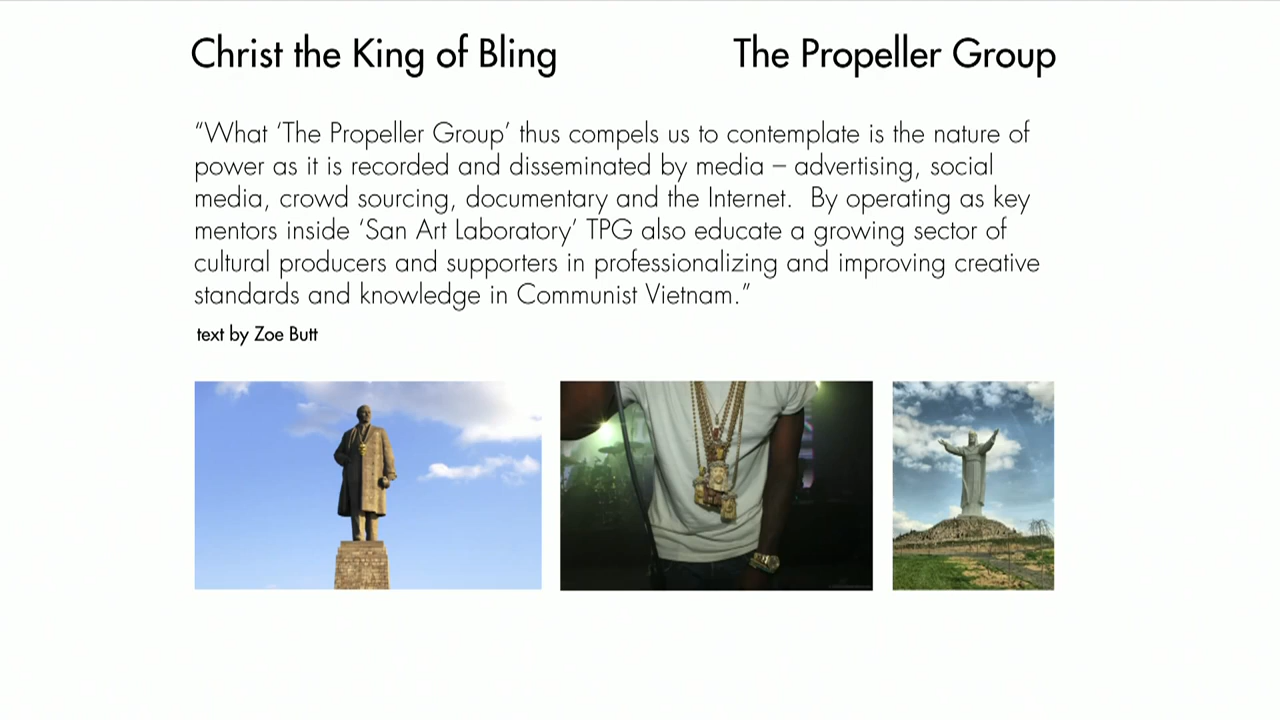 Christ the King of Bling
The Propeller Group
“What ‘The Propeller Group’ thus compels us to contemplate is the nature of
power as it is recorded and disseminated by media – advertising, social
media, crowd sourcing, documentary and the Internet.  By operating as key
mentors inside ‘San Art Laboratory’ TPG also educate a growing sector of
cultural producers and supporters in professionalizing and improving creative
standards and knowledge in Communist Vietnam.”
text by Zoe Butt